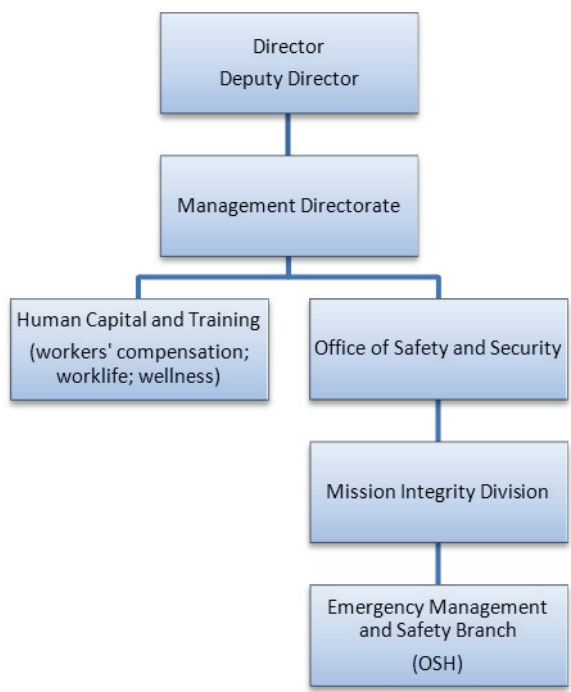 Director
Deputy Director
Management Directorate
Human Capital and Training
(workers' compensation;
worklife; wellness)
Office of Safety and Security
Mission Integrity Division
Emergency Management
and Safety Branch
(OSH)